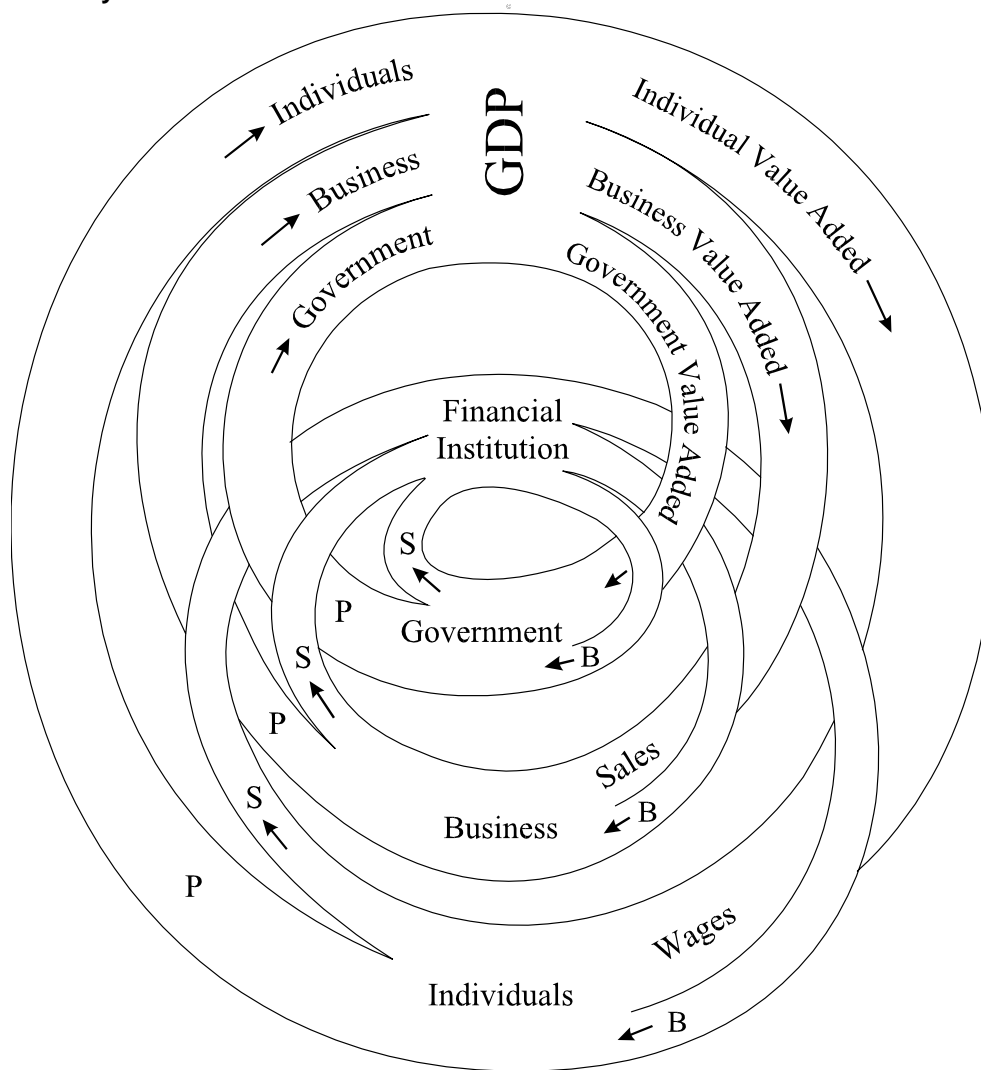 Individuals
GDP
Individual Value Added
Business
Business Value Added
Government
Government Value Added
Financial
Institution
S
P
Government
B
S
P
Sales
S
B
Business
P
Wages
Individuals
B